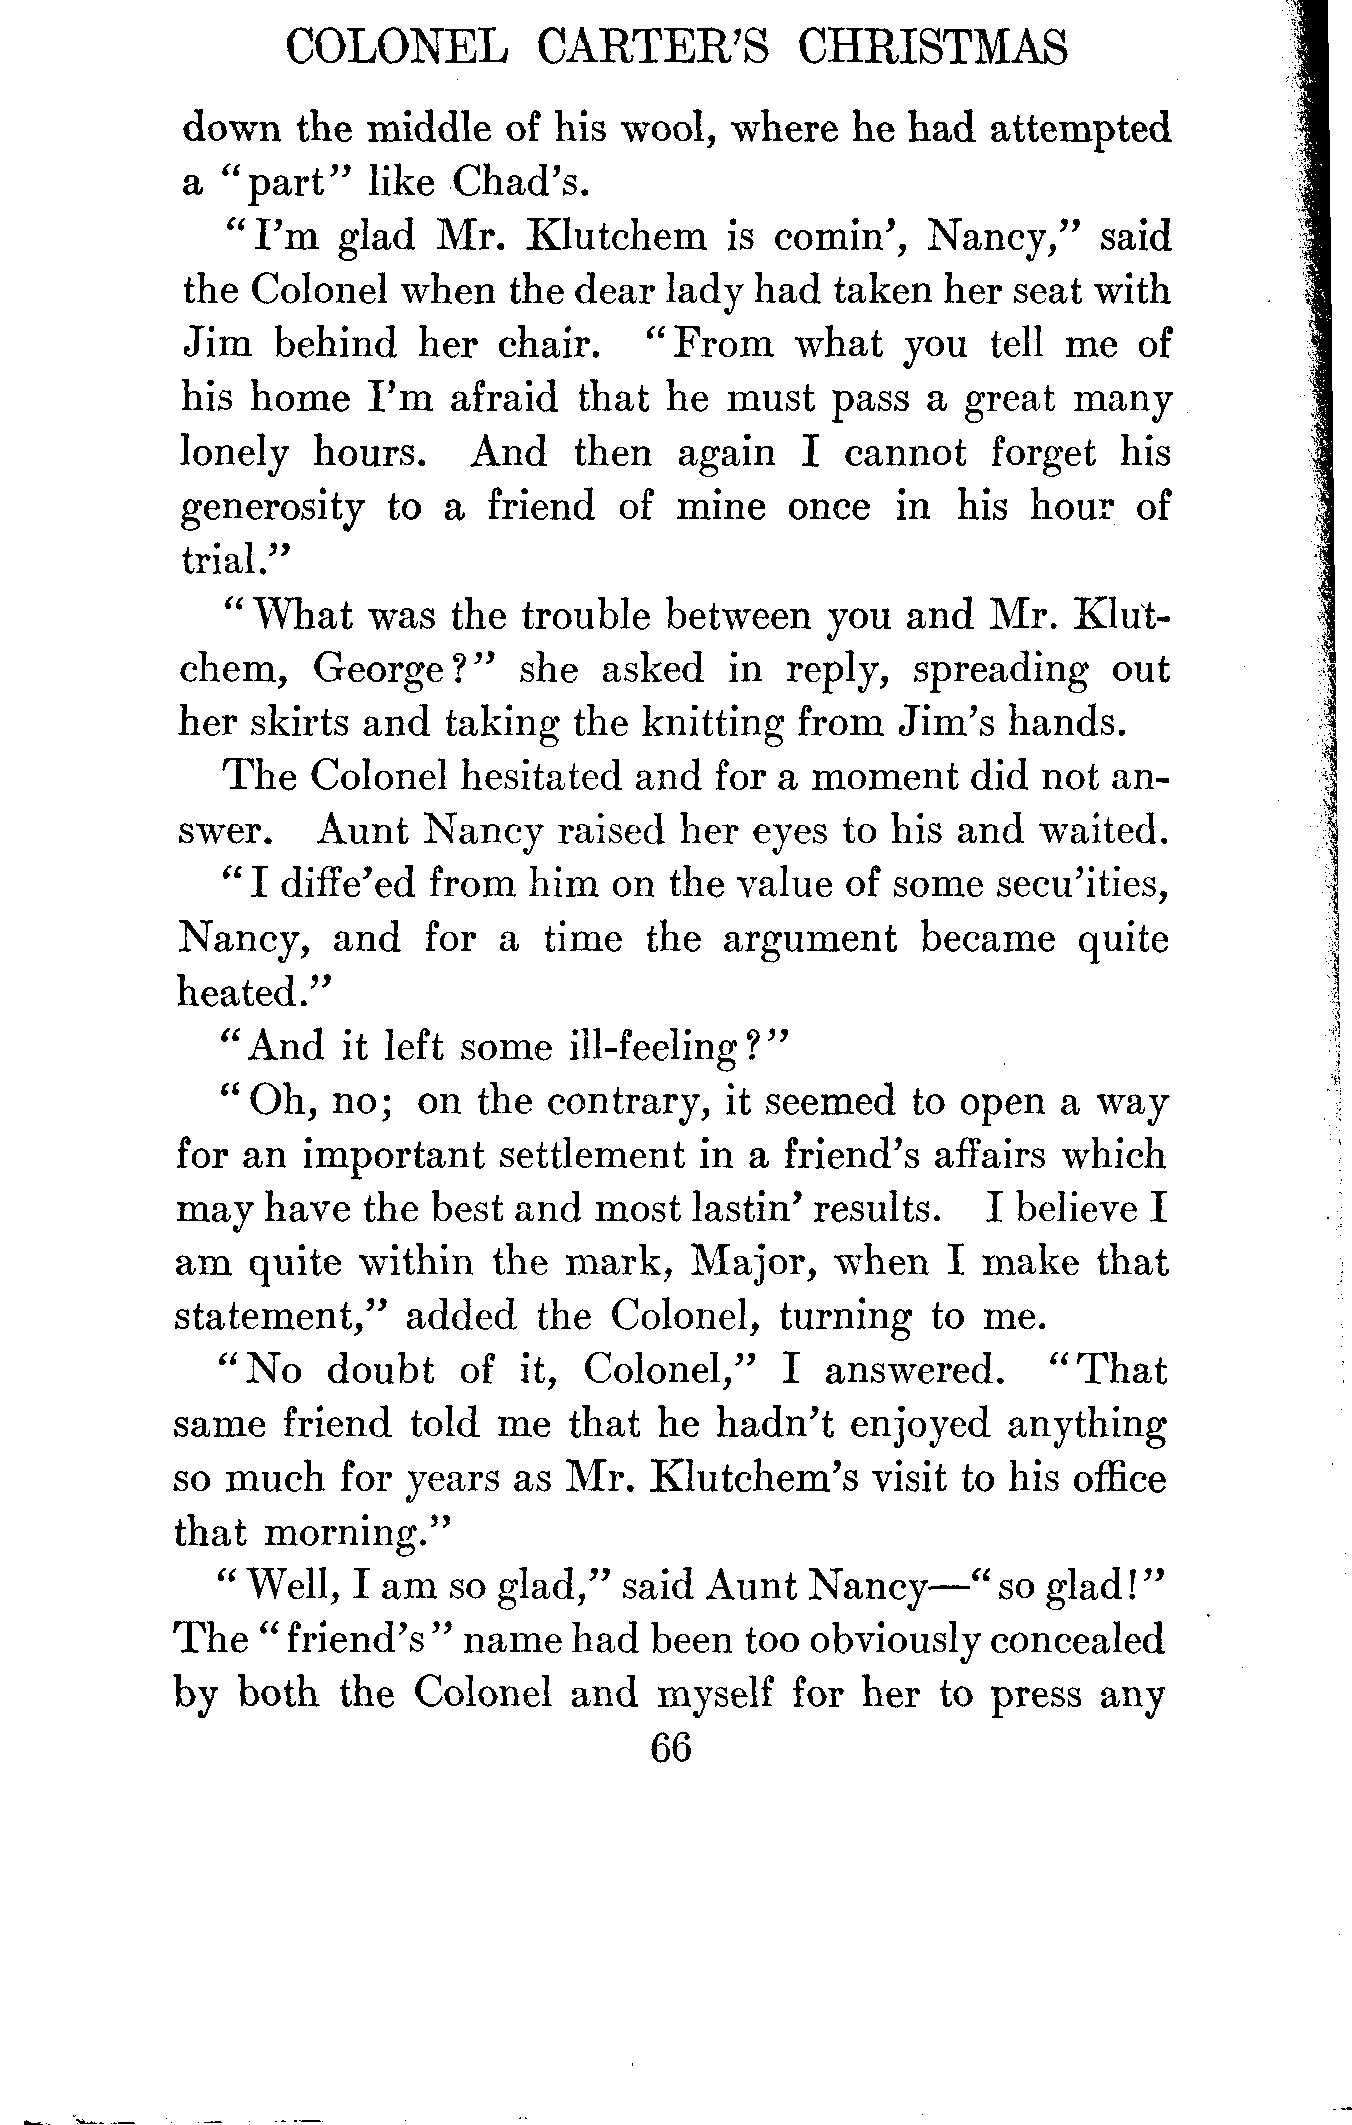 COLONEL CARTER'S CHRISTMAS
down the middle of his wool, where he had attempted
a "part" like Chad's.
"I'm glad Mr. Klutchem is comin', Nancy," said
the Colonel when the dear lady had taken her seat with
Jim behind her chair. "From what you tell me of
his home I'm afraid that he must pass a great many
lonely hours. And then again I cannot forget his
generosity to a friend of mine once in his hour of
trial."
"What was the trouble between you and Mr. Klut-
chem, George?" she asked in reply, spreading out
her skirts and taking the knitting from Jim's hands.
The Colonel hesitated and for a moment did not an-
swer. Aunt Nancy raised her eyes to his and waited.
"I diffe'ed from him on the value of some secu'ities,
Nancy, and for a time the argument became quite
heated."
"And it left some ill-feeling?"
"Oh, no; on the contrary, it seemed to open a way
for an important settlement in a friend's affairs which
may have the best and most lastin' results. I believe I
am quite within the mark, Major, when I make that
statement," added the Colonel, turning to me.
"No doubt of it, Colonel," I answered. "That
same friend told me that he hadn't enjoyed anything
so much for years as Mr. Klutchem's visit to his office
that morning."
"Well, I am so glad," said Aunt Nancy—"so glad!"
The "friend's" name had been too obviously concealed
by both the Colonel and myself for her to press any
66